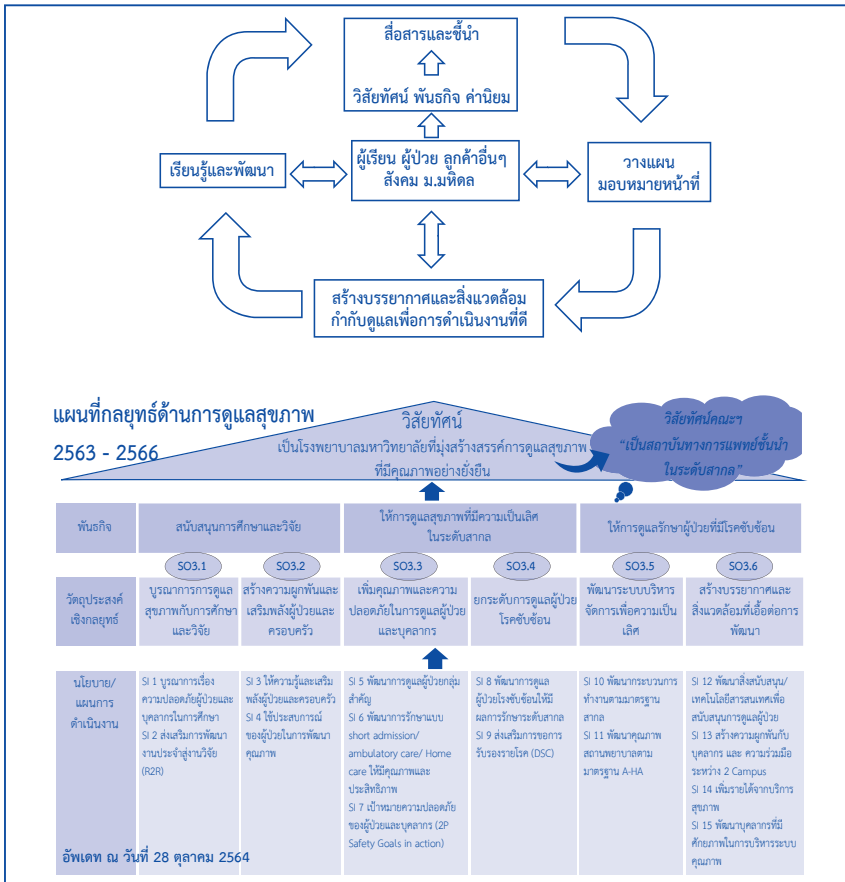 สื่อสารและชี้นำ
วิสัยทัศน์ พันธกิจ ค่านิยม
เรียนรู้และพัฒนา
ผู้เรียน ผู้ป่วย ลูกค้าอื่นๆ
สังคม ม.มหิดล
วางแผน
มอบหมายหน้าที่
สร้างบรรยากาศและสิ่งแวดล้อม
กำกับดูแลเพื่อการดำเนินงานที่ดี
แผนที่กลยุทธ์ด้านการดูแลสุขภาพ
2563 - 2566
วิสัยทัศน์
เป็นโรงพยาบาลมหาวิทยาลัยที่มุ่งสร้างสรรค์การดูแลสุขภาพ
ที่มีคุณภาพอย่างยั่งยืน
วิสัยทัศน์คณะฯ
“เป็นสถาบันทางการแพทย์ชั้นนำ
ในระดับสากล”
พันธกิจ
สนับสนุนการศึกษาและวิจัย
ให้การดูแลสุขภาพที่มีความเป็นเลิศ
ในระดับสากล
ให้การดูแลรักษาผู้ป่วยที่มีโรคซับซ้อน
SO3.1
SO3.2
SO3.3
SO3.4
SO3.5
SO3.6
วัตถุประสงค์
เชิงกลยุทธ์
บูรณาการการดูแล
สุขภาพกับการศึกษา
และวิจัย
สร้างความผูกพันและ
เสริมพลังผู้ป่วยและ
ครอบครัว
เพิ่มคุณภาพและความ
ปลอดภัยในการดูแลผู้ป่วย
และบุคลากร
ยกระดับการดูแลผู้ป่วย
โรคซับซ้อน
พัฒนาระบบบริหาร
จัดการเพื่อความเป็น
เลิศ
สร้างบรรยากาศและ
สิ่งแวดล้อมที่เอื้อต่อการ
พัฒนา
นโยบาย/
แผนการ
ดำเนินงาน
SI 1 บูรณาการเรื่อง
ความปลอดภัยผู้ป่วยและ
บุคลากรในการศึกษา
SI 2 ส่งเสริมการพัฒนา
งานประจำสู่งานวิจัย
(R2R)
SI 3 ให้ความรู้และเสริม
พลังผู้ป่วยและครอบครัว
SI 4 ใช้ประสบการณ์
ของผู้ป่วยในการพัฒนา
คุณภาพ
SI 5 พัฒนาการดูแลผู้ป่วยกลุ่ม
สำคัญ
SI 6 พัฒนาการรักษาแบบ
short admission/
ambulatory care/ Home
care ให้มีคุณภาพและ
ประสิทธิภาพ
SI 7 เป้าหมายความปลอดภัย
ของผู้ป่วยและบุคลากร (2P
Safety Goals in action)
SI 8 พัฒนาการดูแล
ผู้ป่วยโรงซับซ้อนให้มี
ผลการรักษาระดับสากล
SI 9 ส่งเสริมการขอการ
รับรองรายโรค (DSC)
SI 10 พัฒนากระบวนการ
ทำงานตามมาตรฐาน
สากล
SI 11 พัฒนาคุณภาพ
สถานพยาบาลตาม
มาตรฐาน A-HA
SI 12 พัฒนาสิ่งสนับสนุน/
เทคโนโลยีสารสนเทศเพื่อ
สนับสนุนการดูแลผู้ป่วย
SI 13 สร้างความผูกพันกับ
บุคลากร และ ความร่วมมือ
ระหว่าง 2 Campus
SI 14 เพิ่มรายได้จากบริการ
สุขภาพ
SI 15 พัฒนาบุคลากรที่มี
ศักยภาพในการบริหารระบบ
คุณภาพ
อัพเดท ณ วันที่ 28 ตุลาคม 2564